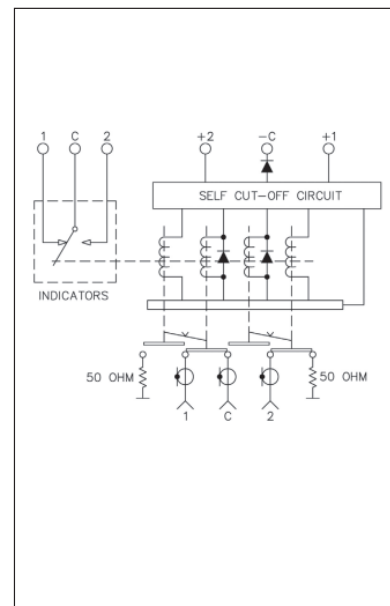 1 C 2 +2 -C +1
SELF CUT-OFF CIRCUIT
INDICATORS
50 OHM 50 OHM
1 C 2